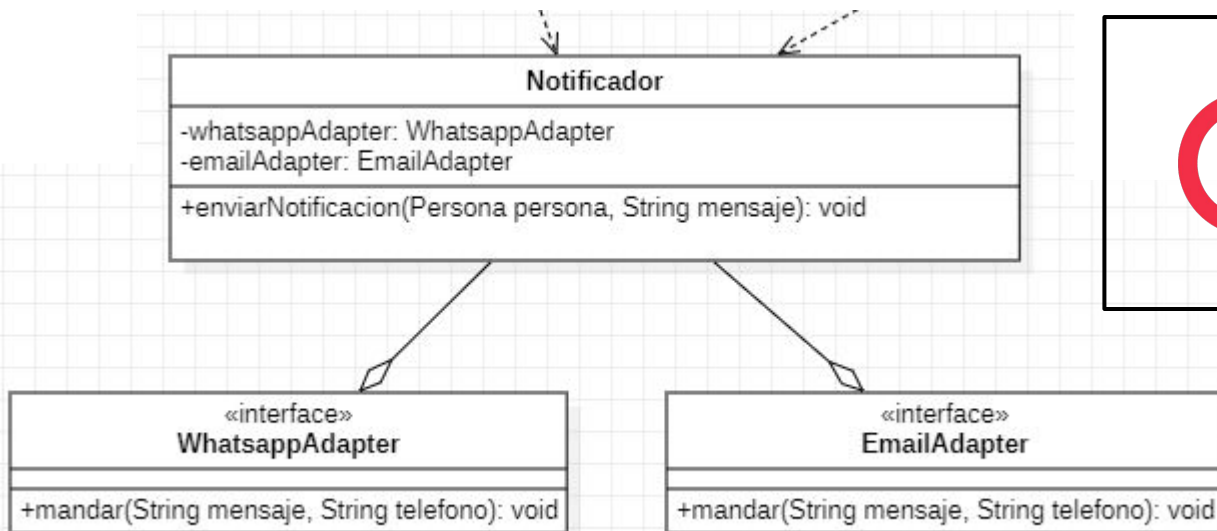 Notificador
-whatsappAdapter: WhatsappAdapter
-emailAdapter: EmailAdapter
+enviarNotificacion(Persona persona, String mensaje): void
«interface»
WhatsappAdapter
+mandar(String mensaje, String telefono): void
«interface»
EmailAdapter
+mandar(String mensaje, String telefono): void